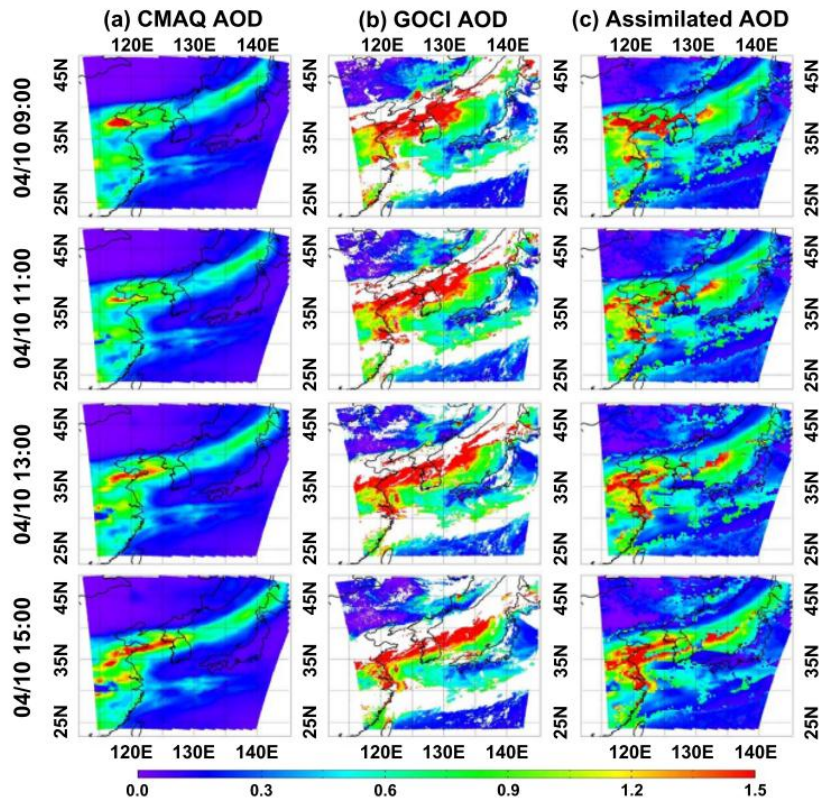 (a) CMAQ AOD (b) GOCI AOD (c) Assimilated AOD
120E 130E 140E 120E 130E 140E 120E 130E 140E
04/10 09:00
45N 35N 25N 45N 35N 25N 45N 35N 25N
04/10 11:00
45N 35N 25N 45N 35N 25N 45N 35N 25N
04/10 13:00
45N 35N 25N 45N 35N 25N 45N 35N 25N
04/10 15:00
45N 35N 25N 45N 35N 25N 45N 35N 25N
120E 130E 140E 120E 130E 140E 120E 130E 140E
0.0 0.3 0.6 0.9 1.2 1.5